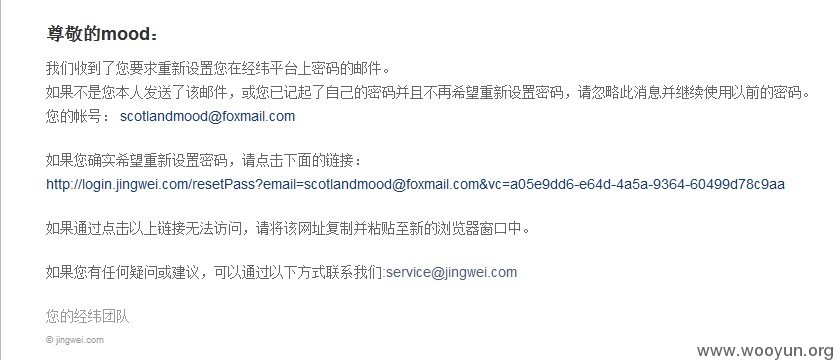 尊敬的mood：
我们收到了您要求重新设置您在经纬平台上密码的邮件。
如果不是您本人发送了该邮件，或您已记起了自己的密码并且不再希望重新设置密码，请忽略此消息并继续使用以前的密码。
您的帐号： scotlandmood@foxmail.com
如果您确实希望重新设置密码，请点击下面的链接：
http://login.jingwei.com/resetPass?email=scotlandmood@foxmail.com&vc=a05e9dd6-e64d-4a5a-9364-60499d78c9aa
如果通过点击以上链接无法访问，请将该网址复制并粘贴至新的浏览器窗口中。
如果您有任何疑问或建议，可以通过以下方式联系我们:service@jingwei.com
您的经纬团队
© jingwei.com
www.wooyun.org